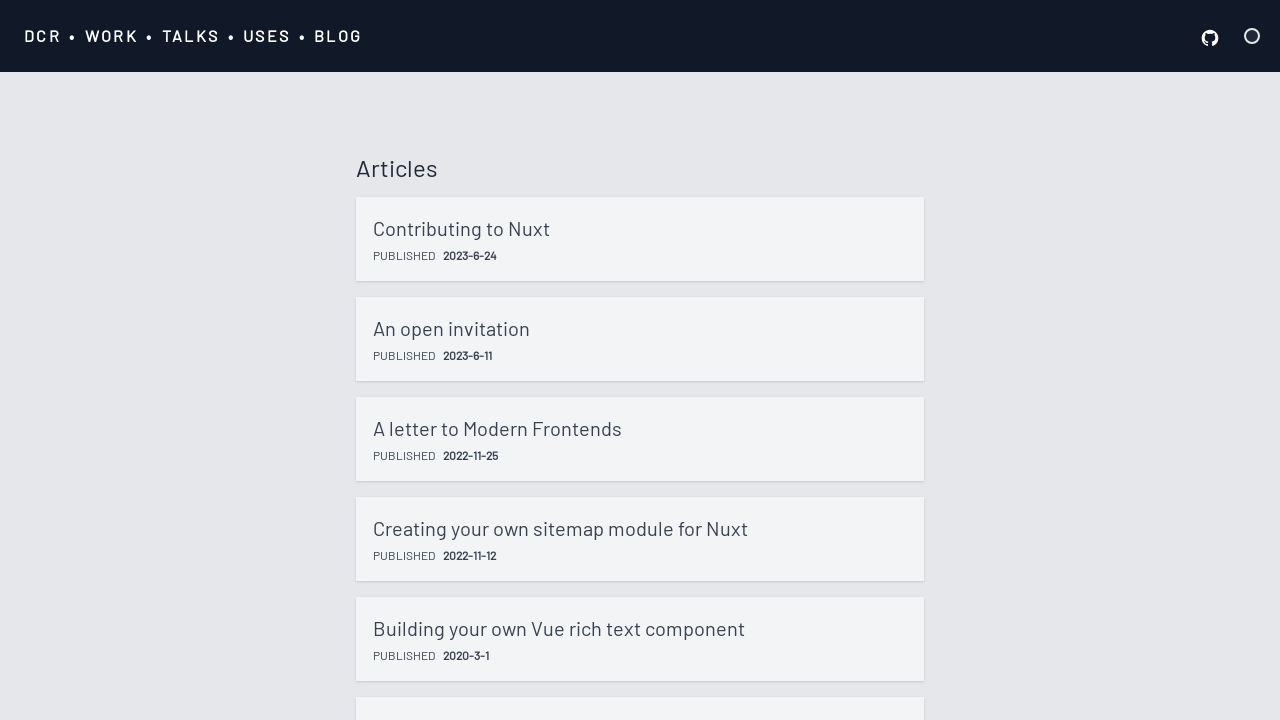 DCR • WORK • TALKS • USES • BLOG
Articles
Contributing to Nuxt
PUBLISHED 2023-6-24
An open invitation
PUBLISHED 2023-6-11
A letter to Modern Frontends
PUBLISHED 2022-11-25
Creating your own sitemap module for Nuxt
PUBLISHED 2022-11-12
Building your own Vue rich text component
PUBLISHED 2020-3-1